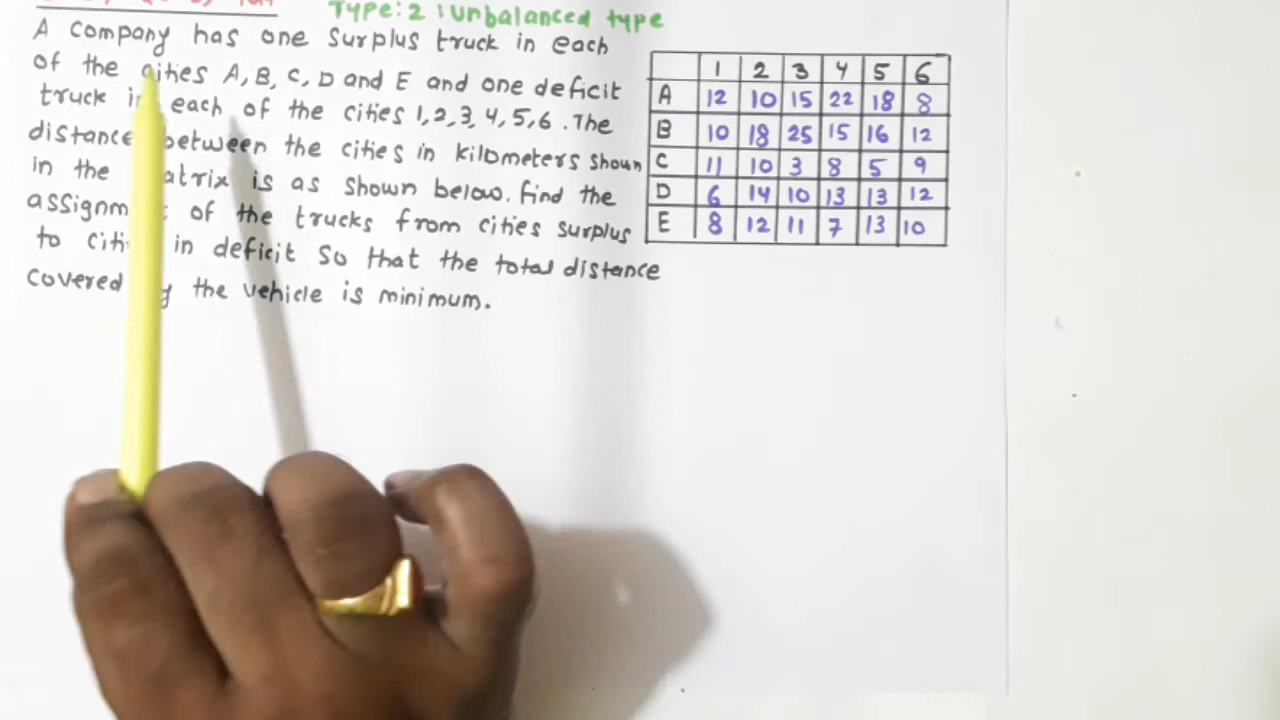 Type: 2 : Unbalanced type
A company has one surplus truck in each
of the cities A, B, C, D and E and one deficit
truck in each of the cities 1, 2, 3, 4, 5, 6. The
distance between the cities in kilometers shown
in the matrix is as shown below. find the
of the trucks from cities surplus
to in deficit so that the total distance
covered the vehicle is minimum.
1 2 3 4 5 6
A 12 10 15 22 18 8
B 10 18 25 15 16 12
C 11 10 3 8 5 9
D 6 14 10 13 13 12
E 8 12 11 7 13 10